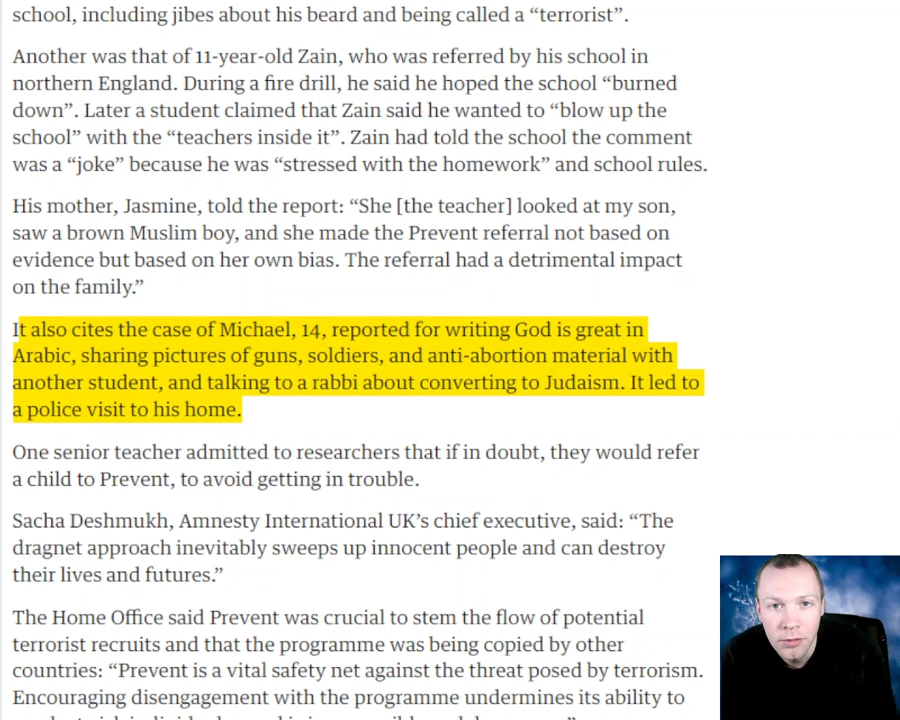 school, including jibes about his beard and being called a “terrorist”.
Another was that of 11-year-old Zain, who was referred by his school in
northern England. During a fire drill, he said he hoped the school “burned
down”. Later a student claimed that Zain said he wanted to “blow up the
school” with the “teachers inside it”. Zain had told the school the comment
was a “joke” because he was “stressed with the homework” and school rules.
His mother, Jasmine, told the report: “She [the teacher] looked at my son,
saw a brown Muslim boy, and she made the Prevent referral not based on
evidence but based on her own bias. The referral had a detrimental impact
on the family.”
It also cites the case of Michael, 14, reported for writing God is great in
Arabic, sharing pictures of guns, soldiers, and anti-abortion material with
another student, and talking to a rabbi about converting to Judaism. It led to
a police visit to his home.
One senior teacher admitted to researchers that if in doubt, they would refer
a child to Prevent, to avoid getting in trouble.
Sacha Deshmukh, Amnesty International UK’s chief executive, said: “The
dragnet approach inevitably sweeps up innocent people and can destroy
their lives and futures.”
The Home Office said Prevent was crucial to stem the flow of potential
terrorist recruits and that the programme was being copied by other
countries: “Prevent is a vital safety net against the threat posed by terrorism.
Encouraging disengagement with the programme undermines its ability to